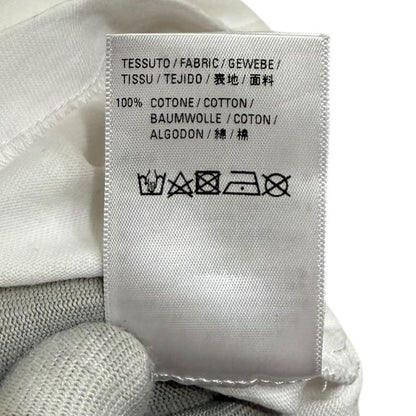 TESSUTO / FABRIC / GEWEBE /
TISSU / TEJIDO / 表地 / 面料
100% COTONE / COTTON /
BAUMWOLLE / COTON /
ALGODON / 綿 / 棉